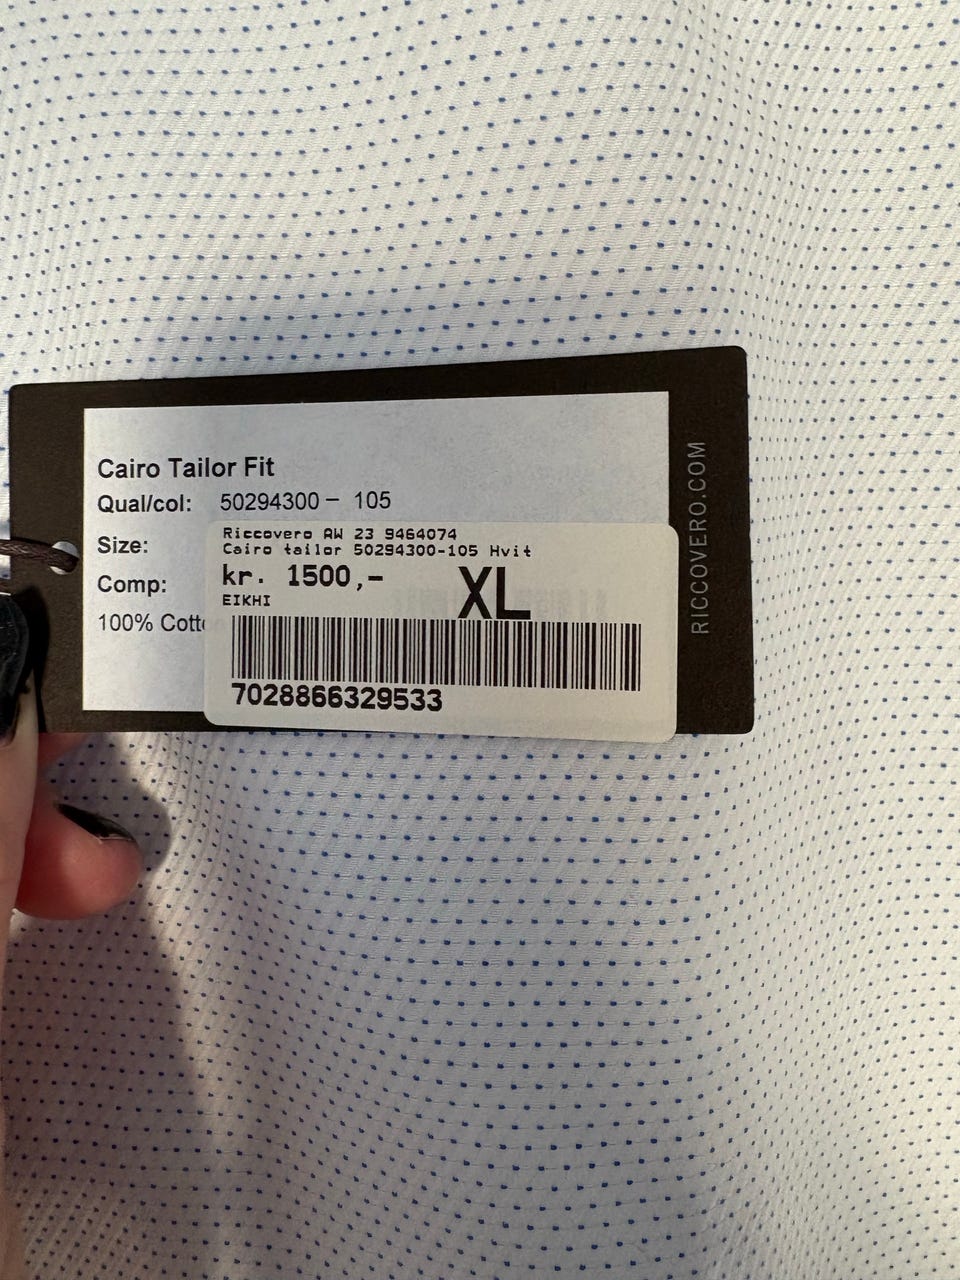 Cairo Tailor Fit
Qual/col: 50294300 - 105
Size:
Comp:
100% Cotto
Riccovero AW 23 9464074
Cairo tailor 50294300-105 Hvit
kr. 1500,- XL
EIKHI
7028866329533
RICCOVERO.COM